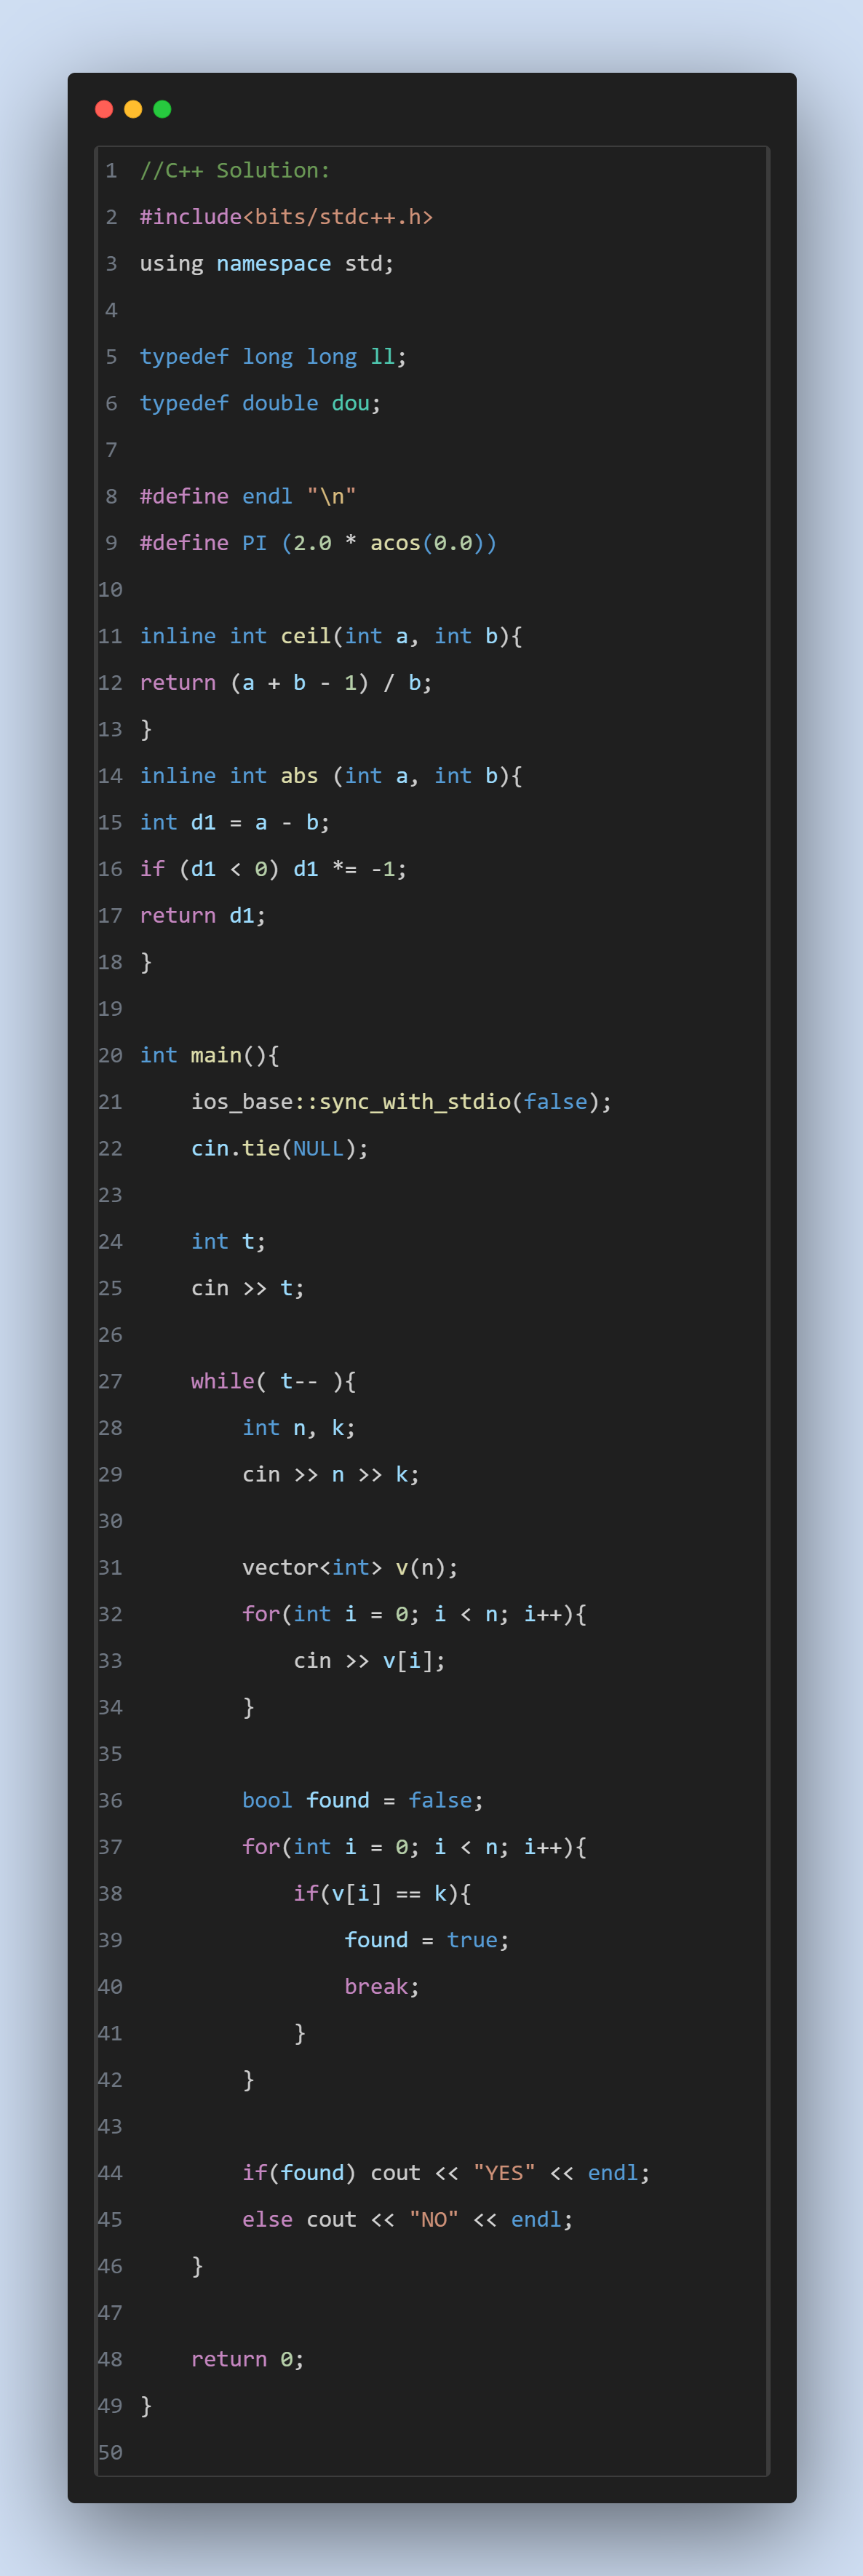 1 //C++ Solution:
2 #include<bits/stdc++.h>
3 using namespace std;
4
5 typedef long long ll;
6 typedef double dou;
7
8 #define endl "\n"
9 #define PI (2.0 * acos(0.0))
10
11 inline int ceil(int a, int b){
12 return (a + b - 1) / b;
13 }
14 inline int abs (int a, int b){
15 int d1 = a - b;
16 if (d1 < 0) d1 *= -1;
17 return d1;
18 }
19
20 int main(){
21     ios_base::sync_with_stdio(false);
22     cin.tie(NULL);
23
24     int t;
25     cin >> t;
26
27     while( t-- ){
28         int n, k;
29         cin >> n >> k;
30
31         vector<int> v(n);
32         for(int i = 0; i < n; i++){
33             cin >> v[i];
34         }
35
36         bool found = false;
37         for(int i = 0; i < n; i++){
38             if(v[i] == k){
39                 found = true;
40                 break;
41             }
42         }
43
44         if(found) cout << "YES" << endl;
45         else cout << "NO" << endl;
46     }
47
48     return 0;
49 }
50